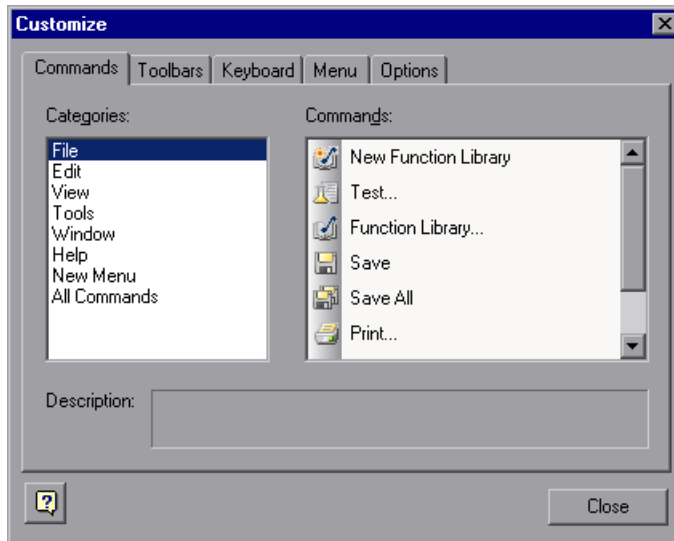 Customize
Commands Toolbars Keyboard Menu Options
Categories:
File
Edit
View
Tools
Window
Help
New Menu
All Commands
Commands:
New Function Library
Test...
Function Library...
Save
Save All
Print...
Description:
Close